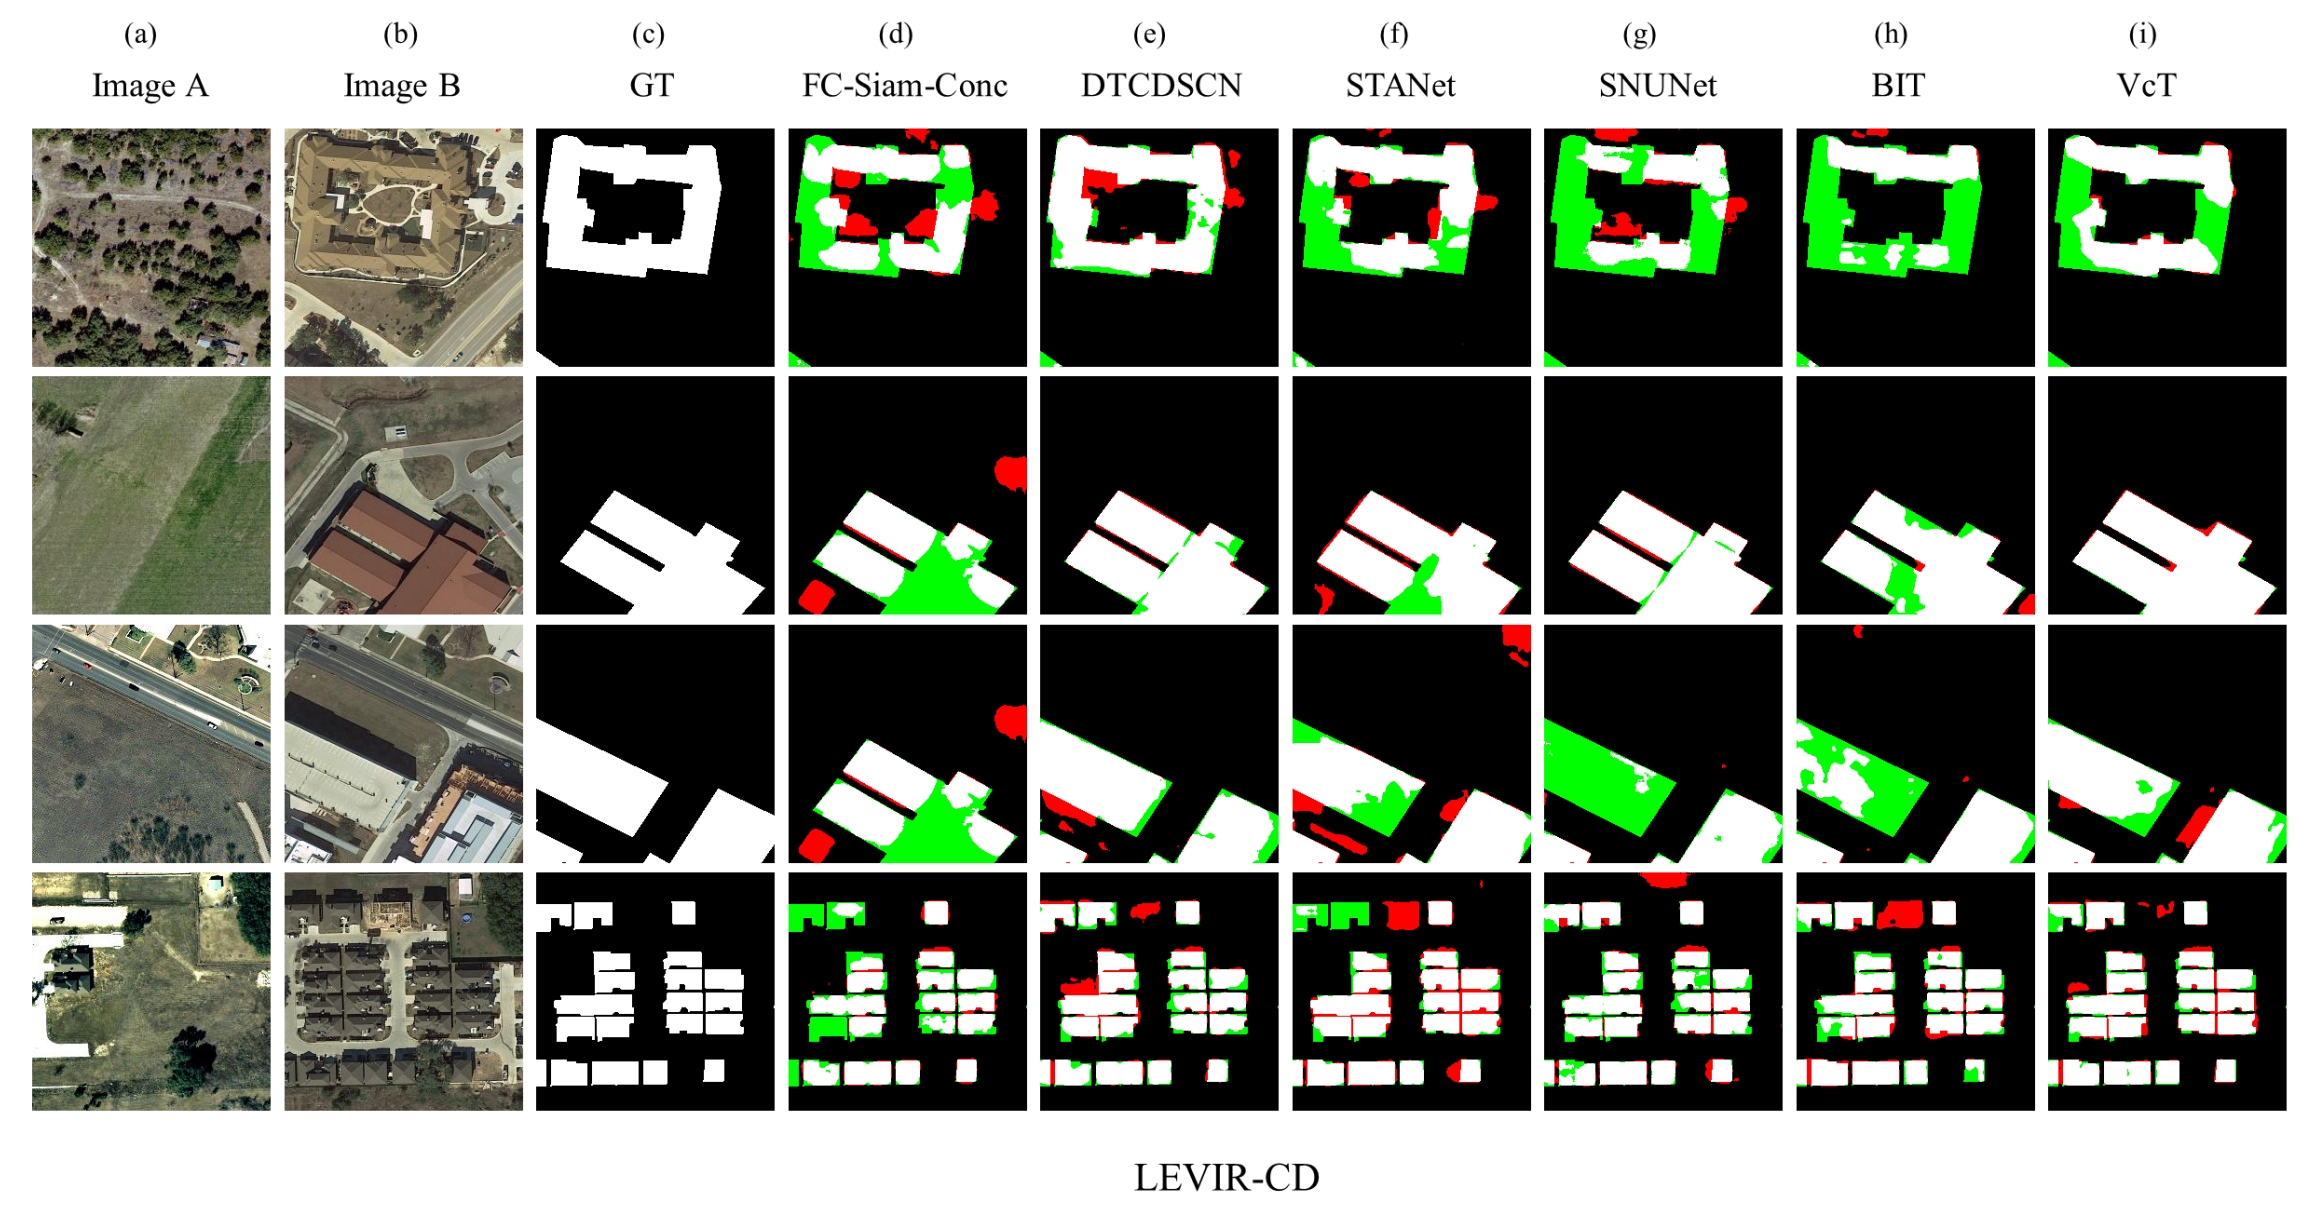 (a) (b) (c) (d) (e) (f) (g) (h) (i)
Image A Image B GT FC-Siam-Conc DTCDSCN STANet SNUNet BIT VcT
LEVIR-CD